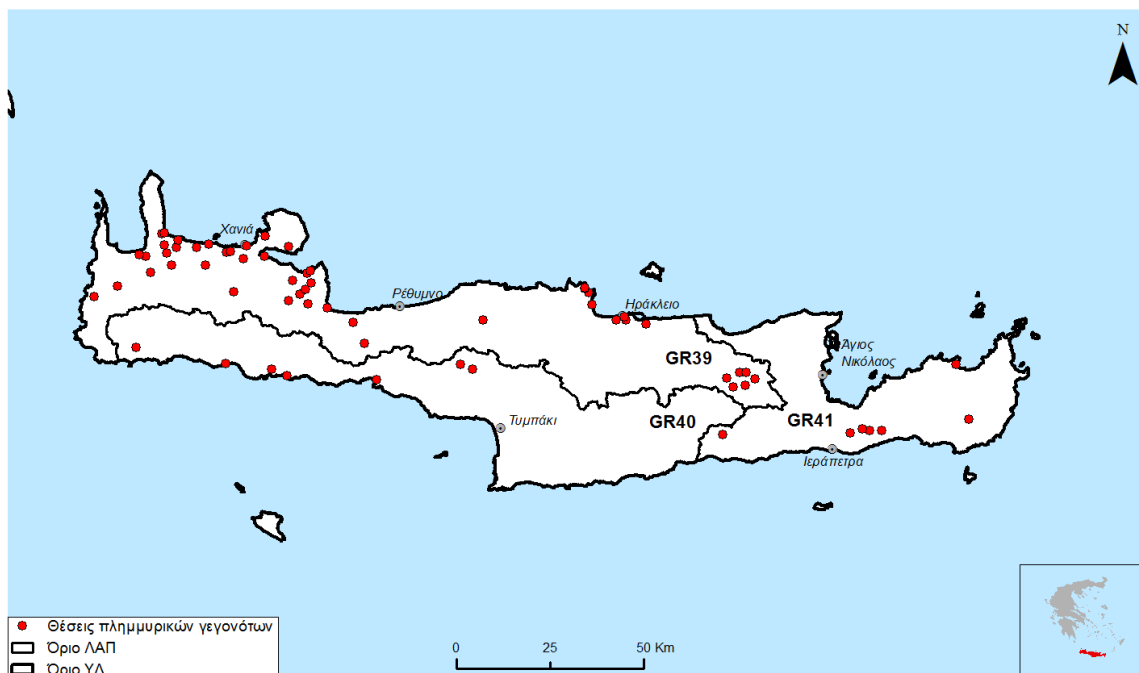 N
Χανιά
Ρέθυμνο
Ηράκλειο
Άγιος
Νικόλαος
GR39
GR40
GR41
Τυμπάκι
Ιεράπετρα
Θέσεις πλημμυρικών γεγονότων
Όριο ΛΑΠ
Όριο ΥΔ
0 25 50 Km